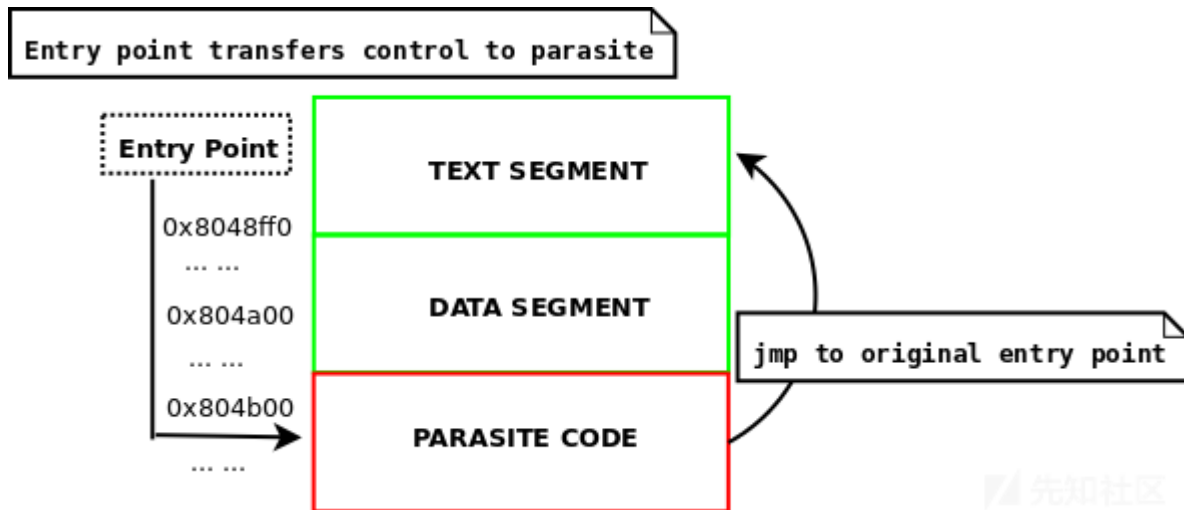 Entry point transfers control to parasite
Entry Point
TEXT SEGMENT
0x8048ff0
... ...
DATA SEGMENT
0x804a00
... ...
jmp to original entry point
0x804b00
PARASITE CODE
... ...
先知社区